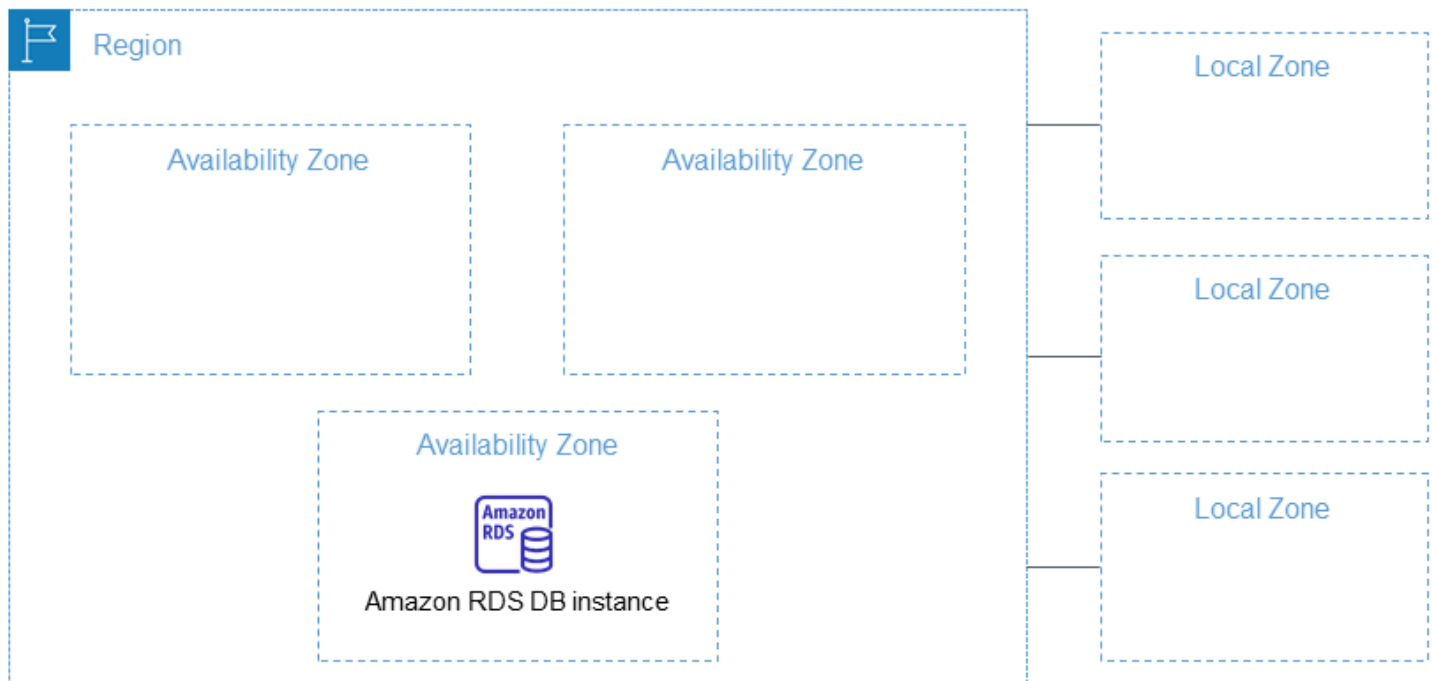 Region
Local Zone
Availability Zone
Availability Zone
Local Zone
Availability Zone
Local Zone
Amazon
RDS
Amazon RDS DB instance